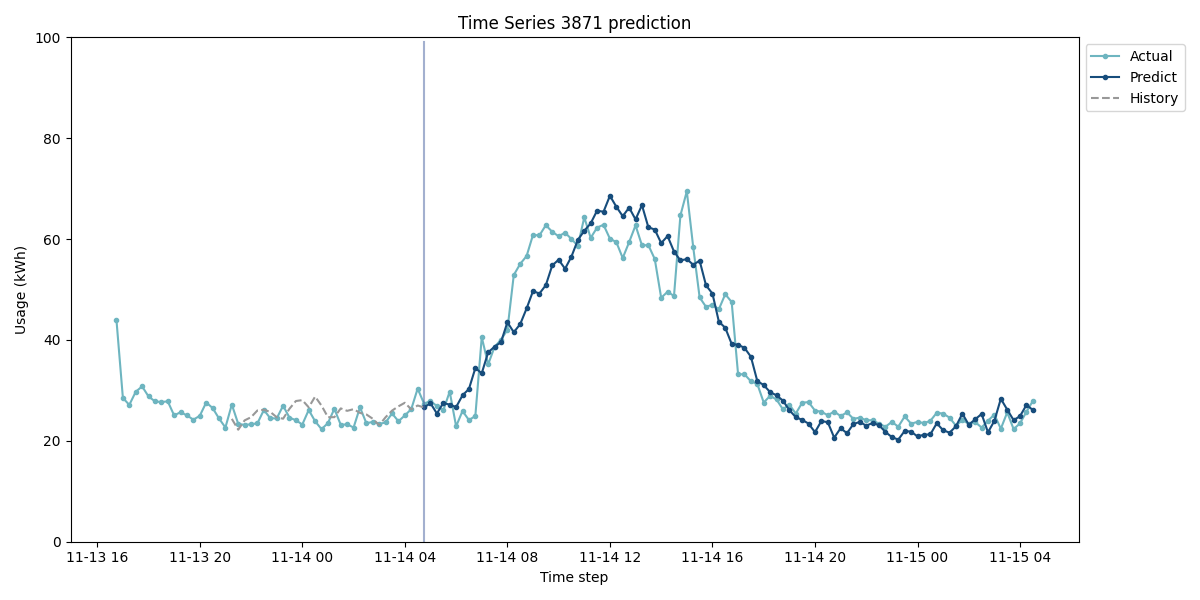 Time Series 3871 prediction
100
80
60
40
20
0
Usage (kWh)
11-13 16
11-13 20
11-14 00
11-14 04
11-14 08
11-14 12
11-14 16
11-14 20
11-15 00
11-15 04
Time step
Actual
Predict
History